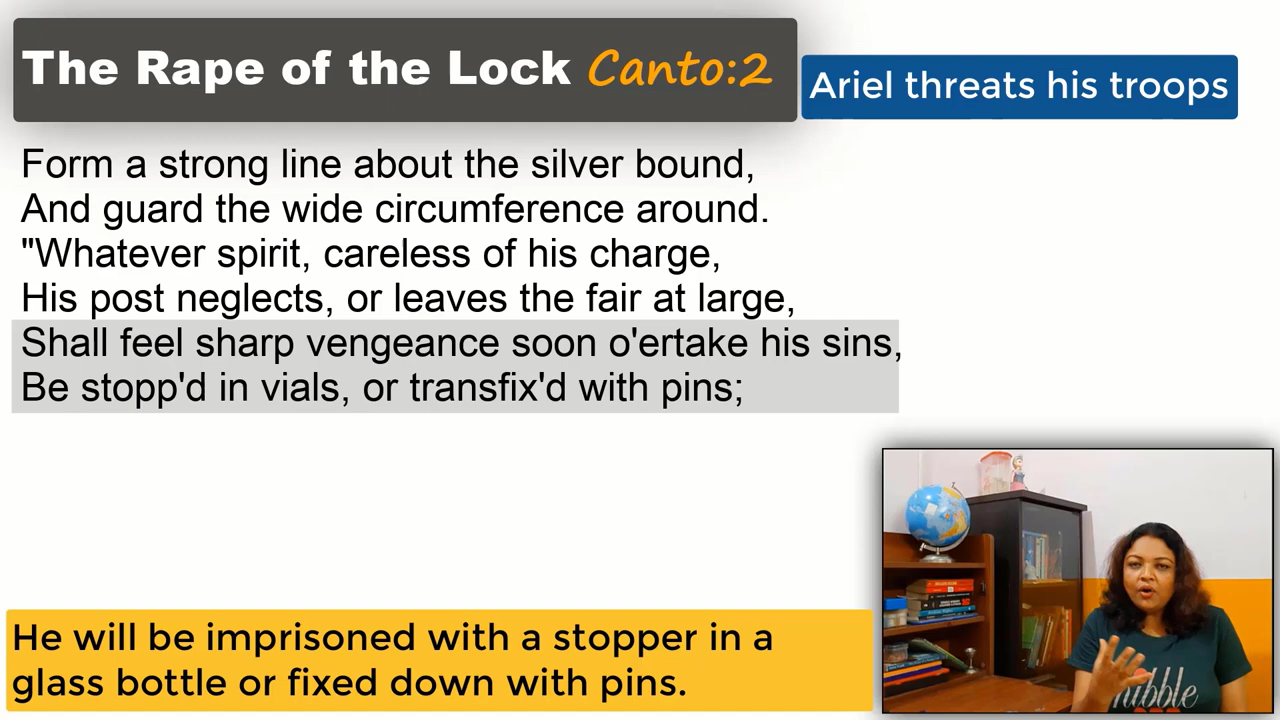 The Rape of the Lock Canto:2
Ariel threats his troops
Form a strong line about the silver bound,
And guard the wide circumference around.
"Whatever spirit, careless of his charge,
His post neglects, or leaves the fair at large,
Shall feel sharp vengeance soon o'ertake his sins,
Be stopp'd in vials, or transfix'd with pins;
He will be imprisoned with a stopper in a
glass bottle or fixed down with pins.